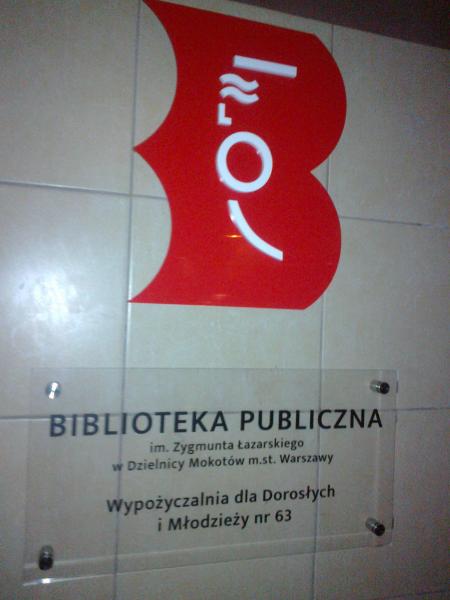 BIBLIOTEKA PUBLICZNA
im. Zygmunta Łazarskiego
w Dzielnicy Mokotów m.st. Warszawy
Wypożyczalnia dla Dorosłych
i Młodzieży nr 63